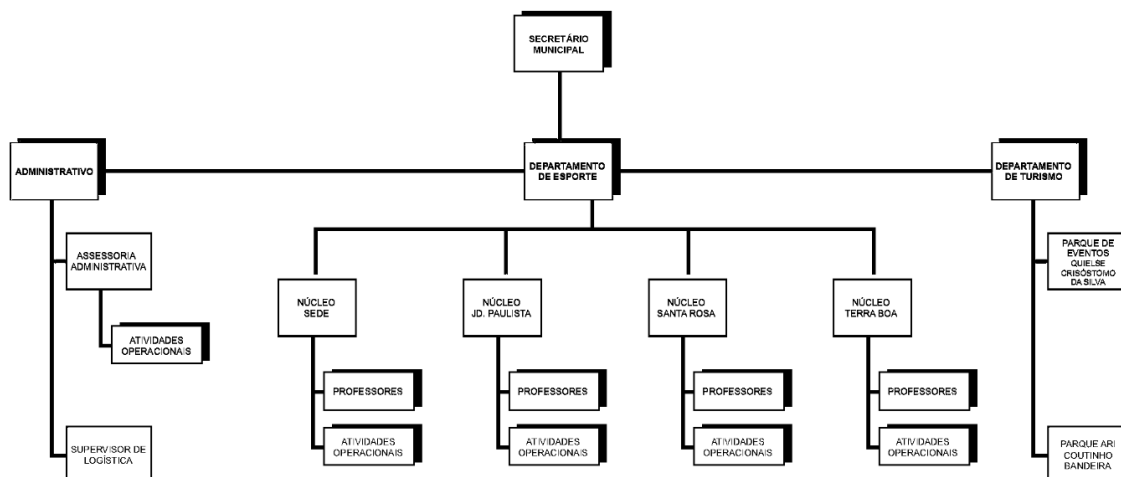 SECRETÁRIO
MUNICIPAL
ADMINISTRATIVO
DEPARTAMENTO
DE ESPORTE
DEPARTAMENTO
DE TURISMO
ASSESSORIA
ADMINISTRATIVA
ATIVIDADES
OPERACIONAIS
SUPERVISOR DE
LOGÍSTICA
NÚCLEO
SEDE
PROFESSORES
ATIVIDADES
OPERACIONAIS
NÚCLEO
JD. PAULISTA
PROFESSORES
ATIVIDADES
OPERACIONAIS
NÚCLEO
SANTA ROSA
PROFESSORES
ATIVIDADES
OPERACIONAIS
NÚCLEO
TERRA BOA
PROFESSORES
ATIVIDADES
OPERACIONAIS
PARQUE DE
EVENTOS
QUIELSE
CRISÓSTOMO
DA SILVA
PARQUE ARI
COUTINHO
BANDEIRA